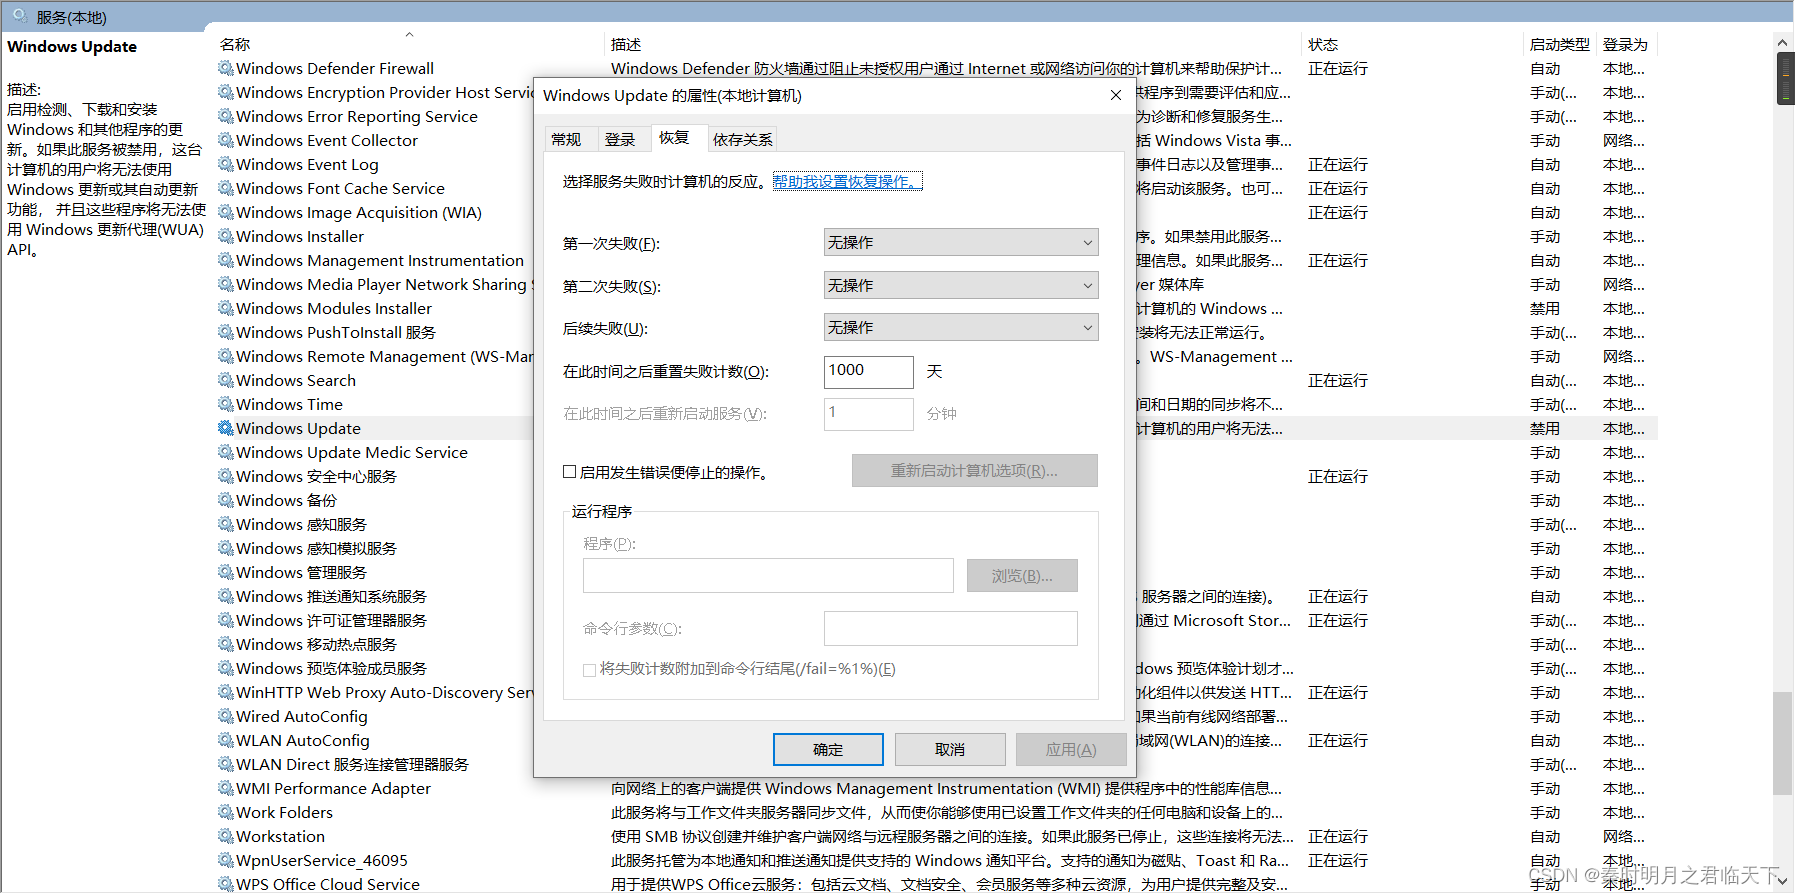 服务(本地)
Windows Update
描述:
启用检测、下载和安装
Windows 和其他程序的更
新。如果此服务被禁用，这台
计算机的用户将无法使用
Windows 更新或其自动更新
功能， 并且这些程序将无法使
用 Windows 更新代理(WUA)
API。
名称 描述 状态 启动类型 登录为
Windows Defender Firewall Windows Defender 防火墙通过阻止未授权用户通过 Internet 或网络访问你的计算机来帮助保护计... 正在运行 自动 本地...
Windows Encryption Provider Host Servic 供程序到需要评估和应... 手动(... 本地...
Windows Error Reporting Service 为诊断和修复服务生... 手动(... 本地...
Windows Event Collector 括 Windows Vista 事... 手动 网络...
Windows Event Log 事件日志以及管理事... 正在运行 自动 本地...
Windows Font Cache Service 将启动该服务。也可... 正在运行 自动 本地...
Windows Image Acquisition (WIA) 正在运行 自动 本地...
Windows Installer 序。如果禁用此服务... 手动 本地...
Windows Management Instrumentation 理信息。如果此服务... 正在运行 自动 本地...
Windows Media Player Network Sharing S yer 媒体库 手动 网络...
Windows Modules Installer 计算机的 Windows ... 禁用 本地...
Windows PushToInstall 服务 安装将无法正常运行。 手动(... 本地...
Windows Remote Management (WS-Mar 。WS-Management ... 手动 网络...
Windows Search 正在运行 自动(... 本地...
Windows Time 间和日期的同步将不... 手动(... 本地...
Windows Update 计算机的用户将无法... 禁用 本地...
Windows Update Medic Service 手动 本地...
Windows 安全中心服务 正在运行 自动(... 本地...
Windows 备份 手动 本地...
Windows 感知服务 手动(... 本地...
Windows 感知模拟服务 手动 本地...
Windows 管理服务 手动 本地...
Windows 推送通知系统服务 服务器之间的连接)。 正在运行 自动 本地...
Windows 许可证管理器服务 通过 Microsoft Stor... 正在运行 手动(... 本地...
Windows 移动热点服务 手动(... 本地...
Windows 预览体验成员服务 dows 预览体验计划才... 手动(... 本地...
WinHTTP Web Proxy Auto-Discovery Serv 动化组件以供发送 HTT... 正在运行 手动 本地...
Wired AutoConfig 如果当前有线网络部署... 手动 本地...
WLAN AutoConfig 局域网(WLAN)的连接... 正在运行 自动 本地...
WLAN Direct 服务连接管理器服务 手动(... 本地...
WMI Performance Adapter 向网络上的客户端提供 Windows Management Instrumentation (WMI) 提供程序中的性能库信息... 手动 本地...
Work Folders 此服务将与工作文件夹服务器同步文件，从而使你能够使用已设置工作文件夹的任何电脑和设备上的... 手动 本地...
Workstation 使用 SMB 协议创建并维护客户端网络与远程服务器之间的连接。如果此服务已停止，这些连接将无法... 正在运行 自动 网络...
WpnUserService_46095 此服务托管为本地通知和推送通知提供支持的 Windows 通知平台。支持的通知为磁贴、Toast 和 Ra... 正在运行 自动 本地...
WPS Office Cloud Service 用于提供WPS Office云服务：包括云文档、文档安全、会员服务等多种云资源，为用户提供完整及安... 手动 本地...
Windows Update 的属性(本地计算机)
常规 登录 恢复 依存关系
选择服务失败时计算机的反应。帮助我设置恢复操作。
第一次失败(F): 无操作
第二次失败(S): 无操作
后续失败(U): 无操作
在此时间之后重置失败计数(O): 1000 天
在此时间之后重新启动服务(V): 1 分钟
启用发生错误便停止的操作。 重新启动计算机选项(R)...
运行程序
程序(P):
浏览(B)...
命令行参数(C):
将失败计数附加到命令行结尾(/fail=%1%)(E)
确定 取消 应用(A)
CSDN @秦时明月之君临天下